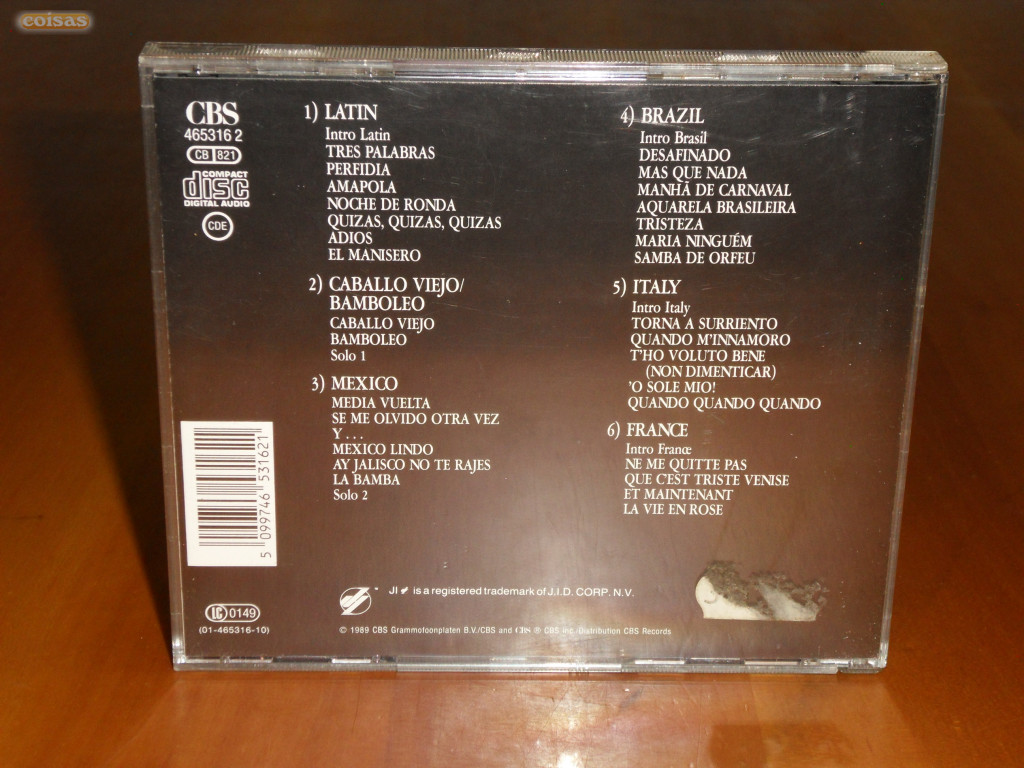 coisas
CBS
465316 2
CB 821
COMPACT
disc
DIGITAL AUDIO
CDE
1) LATIN
Intro Latin
TRES PALABRAS
PERFIDIA
AMAPOLA
NOCHE DE RONDA
QUIZAS, QUIZAS, QUIZAS
ADIOS
EL MANISERO
2) CABALLO VIEJO/
BAMBOLEO
CABALLO VIEJO
BAMBOLEO
Solo 1
3) MEXICO
MEDIA VUELTA
SE ME OLVIDO OTRA VEZ
Y . . .
MEXICO LINDO
AY JALISCO NO TE RAJES
LA BAMBA
Solo 2
4) BRAZIL
Intro Brasil
DESAFINADO
MAS QUE NADA
MANHÃ DE CARNAVAL
AQUARELA BRASILEIRA
TRISTEZA
MARIA NINGUÉM
SAMBA DE ORFEU
5) ITALY
Intro Italy
TORNA A SURRIENTO
QUANDO M'INNAMORO
T'HO VOLUTO BENE
(NON DIMENTICAR)
'O SOLE MIO!
QUANDO QUANDO QUANDO
6) FRANCE
Intro France
NE ME QUITTE PAS
QUE C'EST TRISTE VENISE
ET MAINTENANT
LA VIE EN ROSE
5 099746 531621
LC 0149
(01-465316-10)
JI is a registered trademark of J.I.D. CORP. N.V.
© 1989 CBS Grammofoonplaten B.V./CBS and CBS ® CBS Inc./Distribution CBS Records